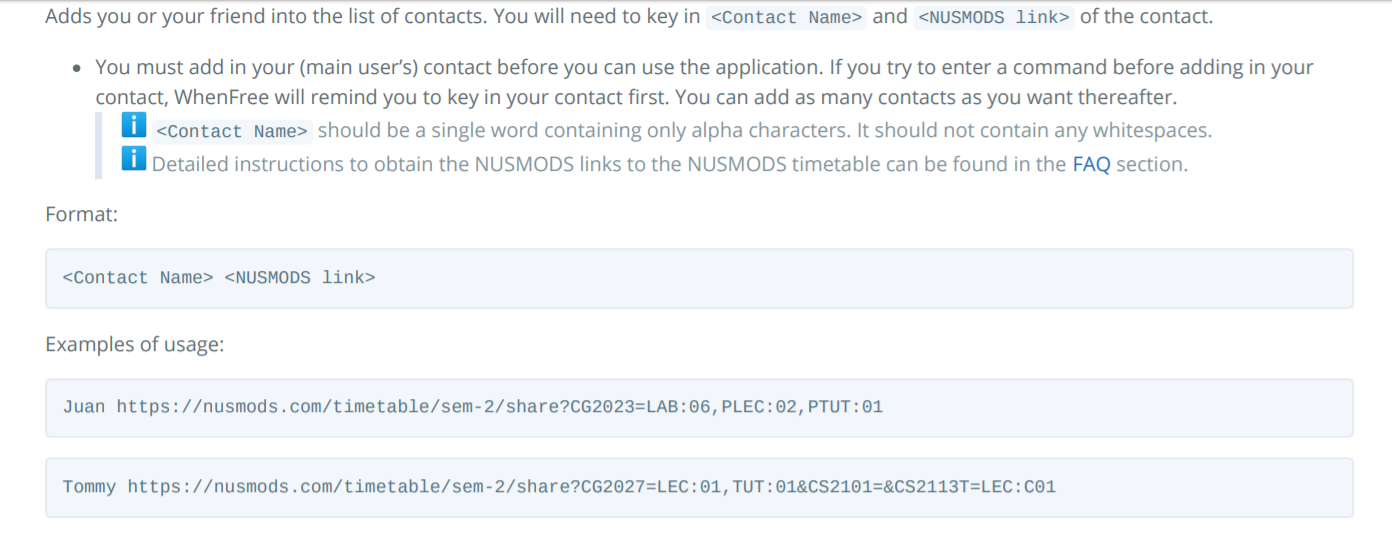 Adds you or your friend into the list of contacts. You will need to key in <Contact Name> and <NUSMODS link> of the contact.
• You must add in your (main user's) contact before you can use the application. If you try to enter a command before adding in your
contact, WhenFree will remind you to key in your contact first. You can add as many contacts as you want thereafter.
ℹ️ <Contact Name> should be a single word containing only alpha characters. It should not contain any whitespaces.
ℹ️ Detailed instructions to obtain the NUSMODS links to the NUSMODS timetable can be found in the FAQ section.
Format:
<Contact Name> <NUSMODS link>
Examples of usage:
Juan https://nusmods.com/timetable/sem-2/share?CG2023=LAB:06,PLEC:02,PTUT:01
Tommy https://nusmods.com/timetable/sem-2/share?CG2027=LEC:01,TUT:01&CS2101=&CS2113T=LEC:C01